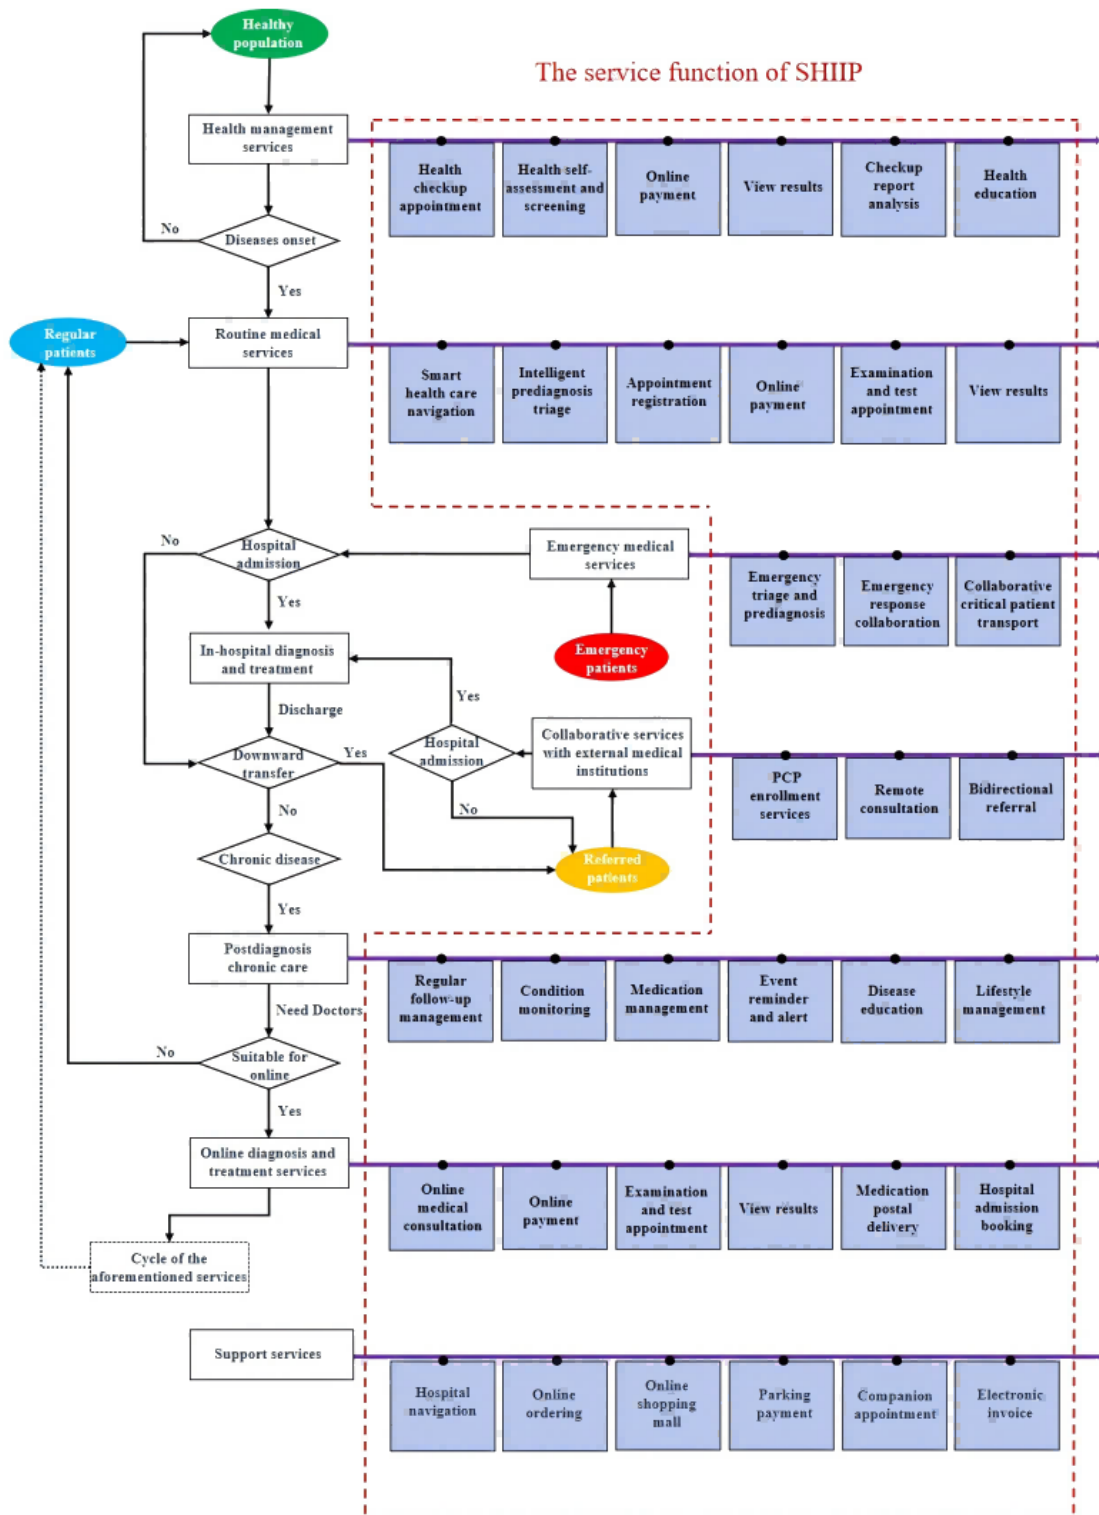 Healthy
population
The service function of SHIIP
Health management
services
Health
checkup
appointment
Health self-
assessment and
screening
Online
payment
View results
Checkup
report
analysis
Health
education
No
Diseases onset
Yes
Regular
patients
Routine medical
services
Smart
health care
navigation
Intelligent
prediagnosis
triage
Appointment
registration
Online
payment
Examination
and test
appointment
View results
No
Hospital
admission
Yes
Emergency medical
services
Emergency
triage and
prediagnosis
Emergency
response
collaboration
Collaborative
critical patient
transport
In-hospital diagnosis
and treatment
Emergency
patients
Discharge
Yes
Downward
transfer
Yes
Hospital
admission
Collaborative services
with external medical
institutions
PCP
enrollment
services
Remote
consultation
Bidirectional
referral
No
No
Chronic disease
Referred
patients
Yes
Postdiagnosis
chronic care
Regular
follow-up
management
Condition
monitoring
Medication
management
Event
reminder
and alert
Disease
education
Lifestyle
management
Need Doctors
No
Suitable for
online
Yes
Online diagnosis and
treatment services
Online
medical
consultation
Online
payment
Examination
and test
appointment
View results
Medication
postal
delivery
Hospital
admission
booking
Cycle of the
aforementioned services
Support services
Hospital
navigation
Online
ordering
Online
shopping
mall
Parking
payment
Companion
appointment
Electronic
invoice